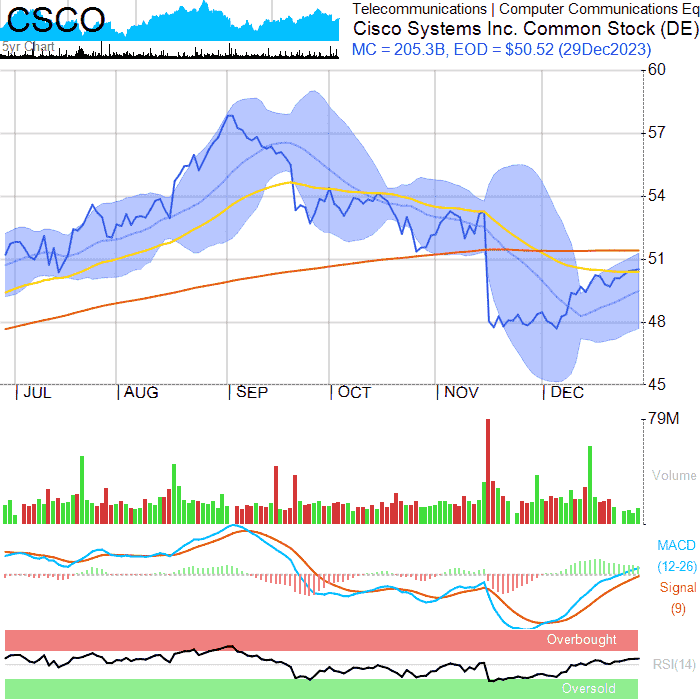 CSCO
5yr Chart
Telecommunications | Computer Communications Eq
Cisco Systems Inc. Common Stock (DE)
MC = 205.3B, EOD = $50.52 (29Dec2023)
60
57
54
51
48
45
JUL
AUG
SEP
OCT
NOV
DEC
79M
Volume
MACD
(12-26)
Signal
(9)
Overbought
RSI(14)
Oversold